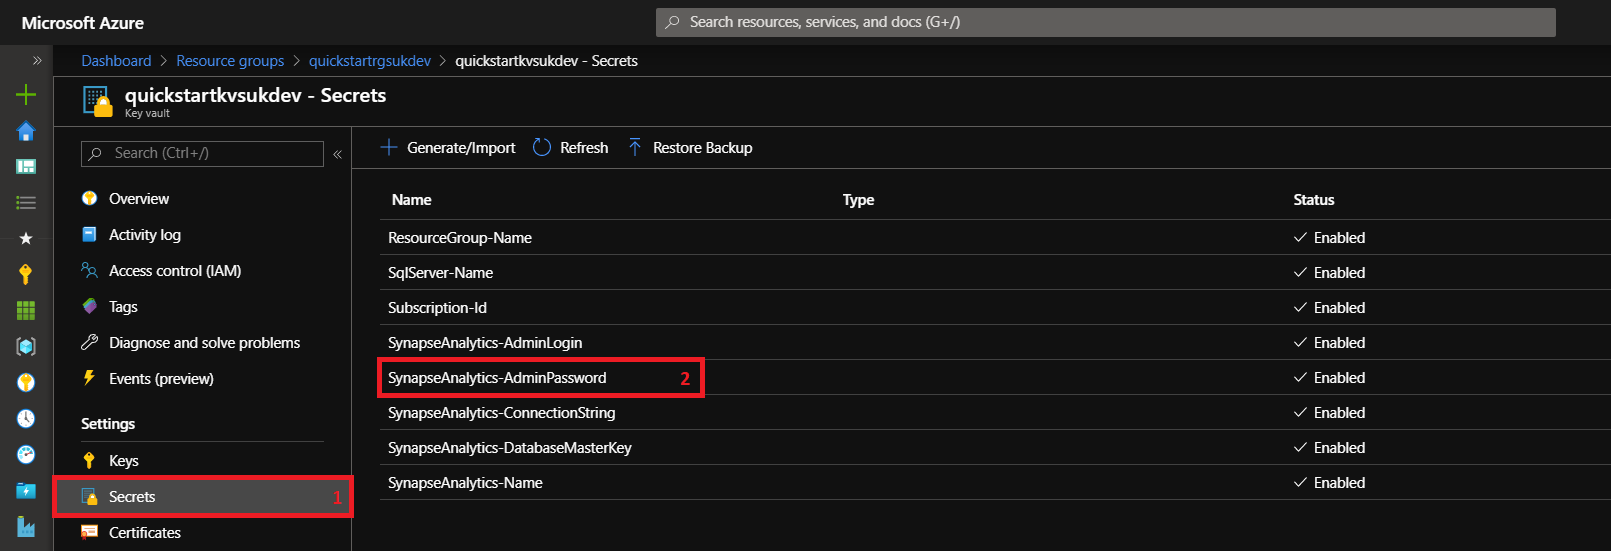 Microsoft Azure
Search resources, services, and docs (G+/)
Dashboard > Resource groups > quickstartrgsukdev > quickstartkvsukdev - Secrets
quickstartkvsukdev - Secrets
Key vault
Search (Ctrl+/)
Overview
Activity log
Access control (IAM)
Tags
Diagnose and solve problems
Events (preview)
Settings
Keys
Secrets 1
Certificates
Generate/Import Refresh Restore Backup
Name Type Status
ResourceGroup-Name Enabled
SqlServer-Name Enabled
Subscription-Id Enabled
SynapseAnalytics-AdminLogin Enabled
SynapseAnalytics-AdminPassword 2 Enabled
SynapseAnalytics-ConnectionString Enabled
SynapseAnalytics-DatabaseMasterKey Enabled
SynapseAnalytics-Name Enabled